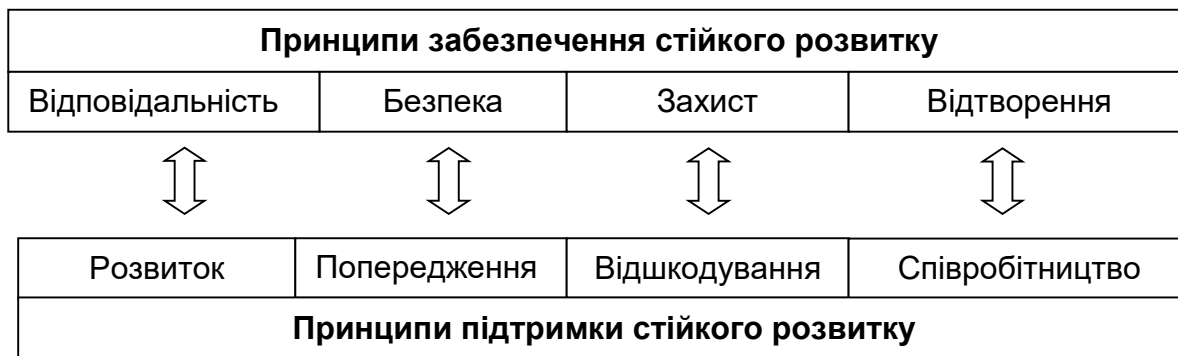 Принципи забезпечення стійкого розвитку
Відповідальність Безпека Захист Відтворення
Розвиток Попередження Відшкодування Співробітництво
Принципи підтримки стійкого розвитку